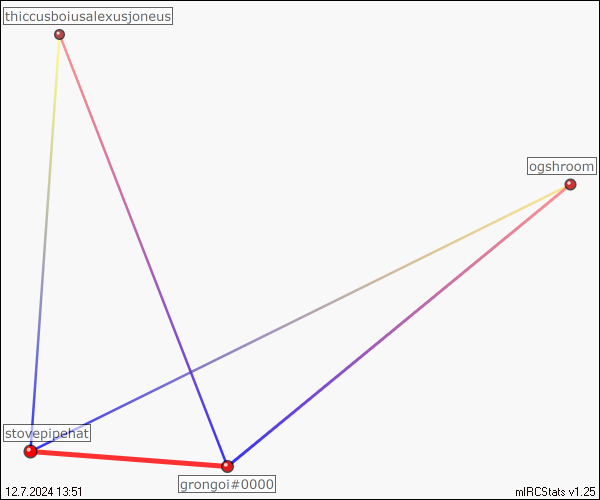 thiccusboiusalexusjoneus
ogshroom
stovepipehat
grongoi#0000
12.7.2024 13:51
mIRCStats v1.25